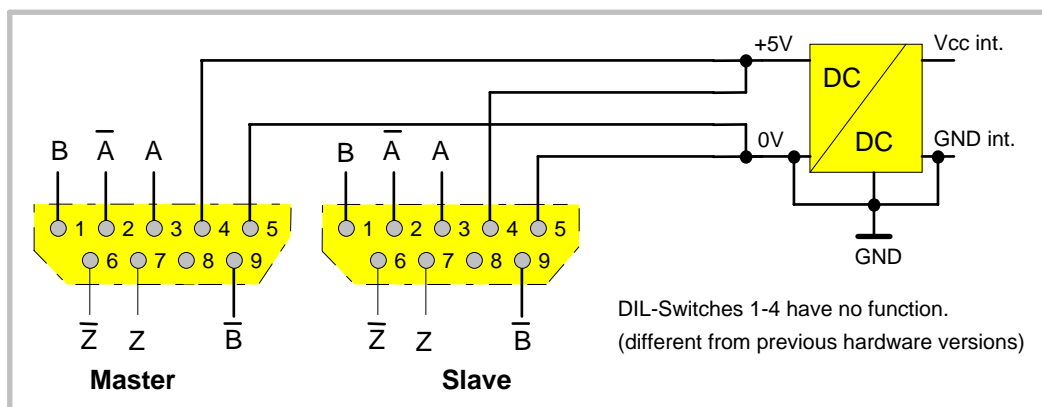 +5V
Vcc int.
DC
DC
0V
GND int.
GND
B A̅ A
B A̅ A
1 2 3 4 5
6 7 8 9
1 2 3 4 5
6 7 8 9
Z̅ Z B̅
Z̅ Z B̅
Master
Slave
DIL-Switches 1-4 have no function.
(different from previous hardware versions)